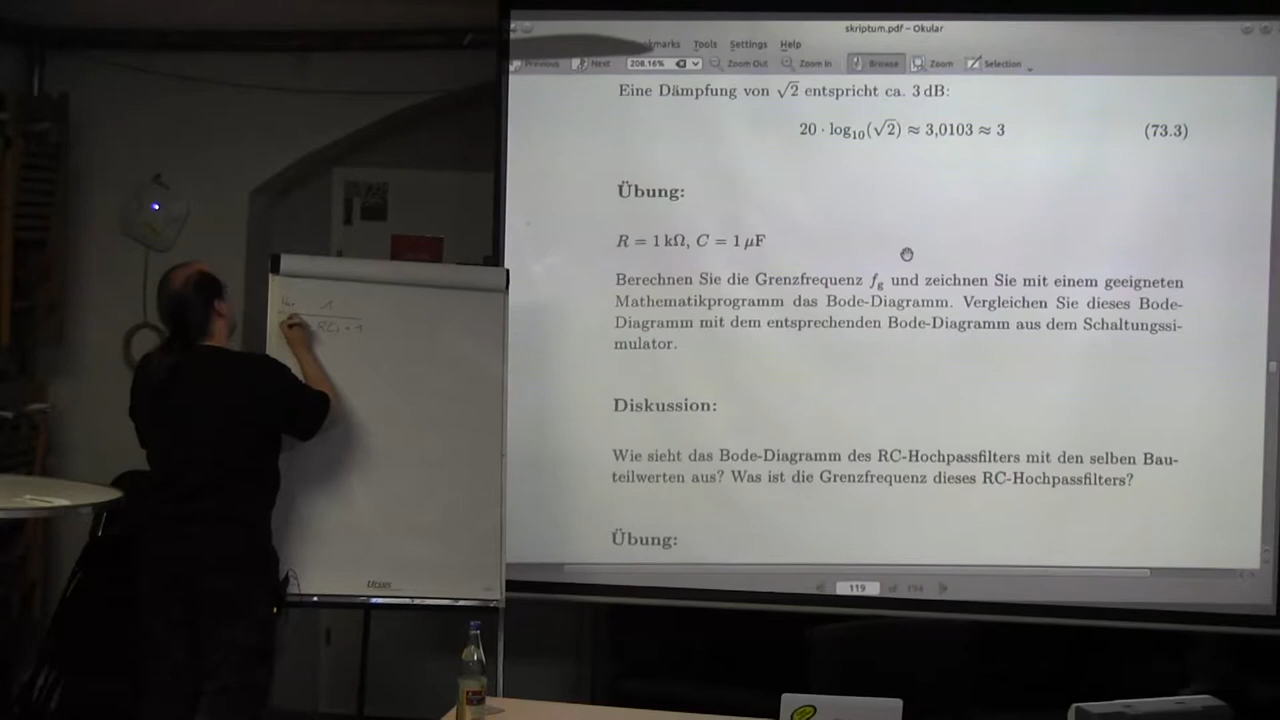 skriptum.pdf – Okular
Tools Settings Help
Previous Next 208.16% Zoom Out Zoom In Browse Zoom Selection
Eine Dämpfung von √2 entspricht ca. 3 dB:
20 · log₁₀(√2) ≈ 3,0103 ≈ 3 (73.3)
Übung:
R = 1 kΩ, C = 1 μF
Berechnen Sie die Grenzfrequenz fg und zeichnen Sie mit einem geeigneten
Mathematikprogramm das Bode-Diagramm. Vergleichen Sie dieses Bode-
Diagramm mit dem entsprechenden Bode-Diagramm aus dem Schaltungssi-
mulator.
Diskussion:
Wie sieht das Bode-Diagramm des RC-Hochpassfilters mit den selben Bau-
teilwerten aus? Was ist die Grenzfrequenz dieses RC-Hochpassfilters?
Übung:
119 of 194
1
Ursus